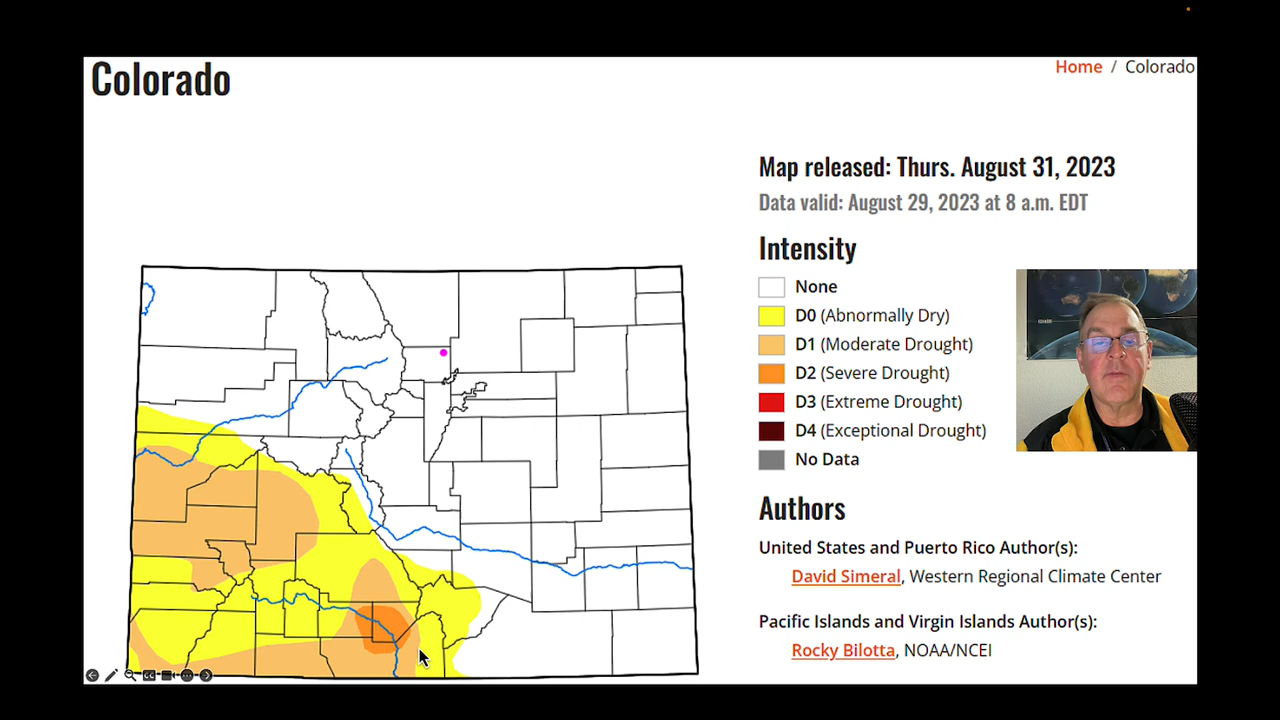 Colorado
Home / Colorado
Map released: Thurs. August 31, 2023
Data valid: August 29, 2023 at 8 a.m. EDT
Intensity
None
D0 (Abnormally Dry)
D1 (Moderate Drought)
D2 (Severe Drought)
D3 (Extreme Drought)
D4 (Exceptional Drought)
No Data
Authors
United States and Puerto Rico Author(s):
David Simeral, Western Regional Climate Center
Pacific Islands and Virgin Islands Author(s):
Rocky Bilotta, NOAA/NCEI